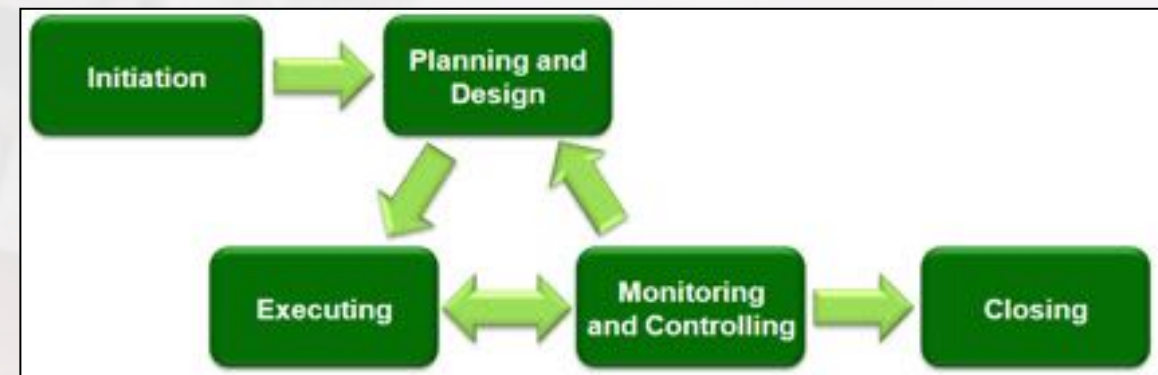 Initiation
Planning and
Design
Executing
Monitoring
and Controlling
Closing